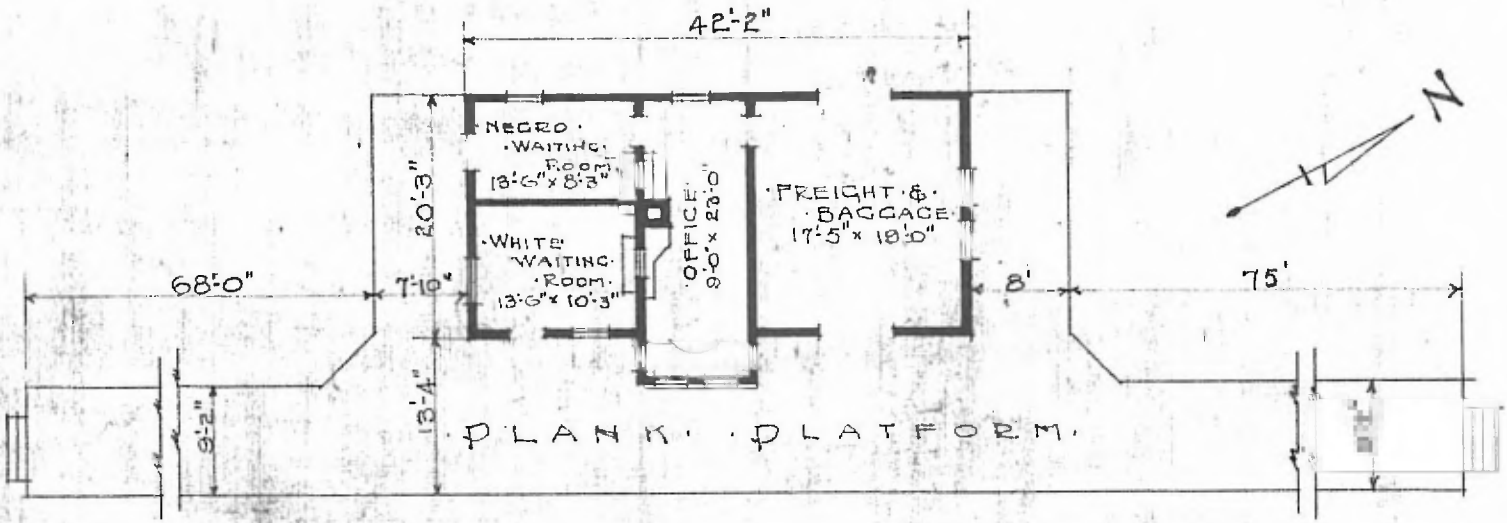 42'-2"
N
·NEGRO·
·WAITING·
ROOM·
13'-6" x 8'-3"
20'-3"
·WHITE·
WAITING·
·ROOM·
13'-6" x 10'-3"
·OFFICE·
9'-0" x 23'-0"
·FREIGHT·&·
·BAGGAGE·
17'-5" x 18'-0"
68'-0"
7'-10"
8'
75'
13'-4"
9'-2"
·PLANK· ·PLATFORM·